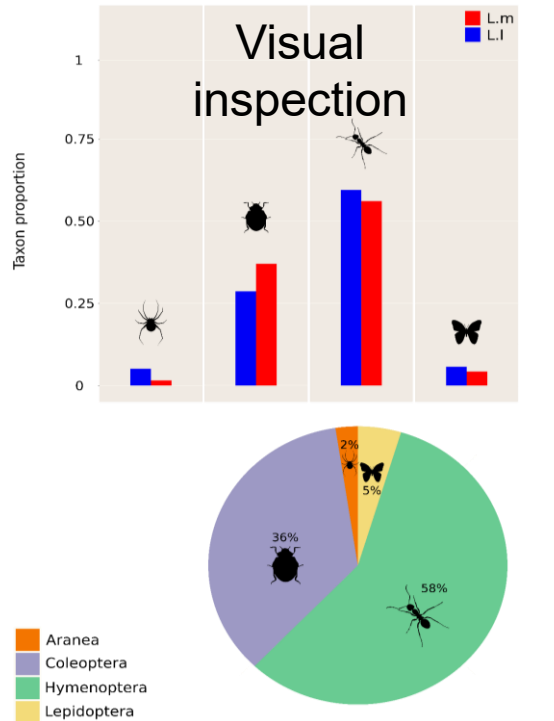 Visual
inspection
L.m
L.l
Taxon proportion
1
0.75
0.50
0.25
0
2%
5%
36%
58%
Aranea
Coleoptera
Hymenoptera
Lepidoptera